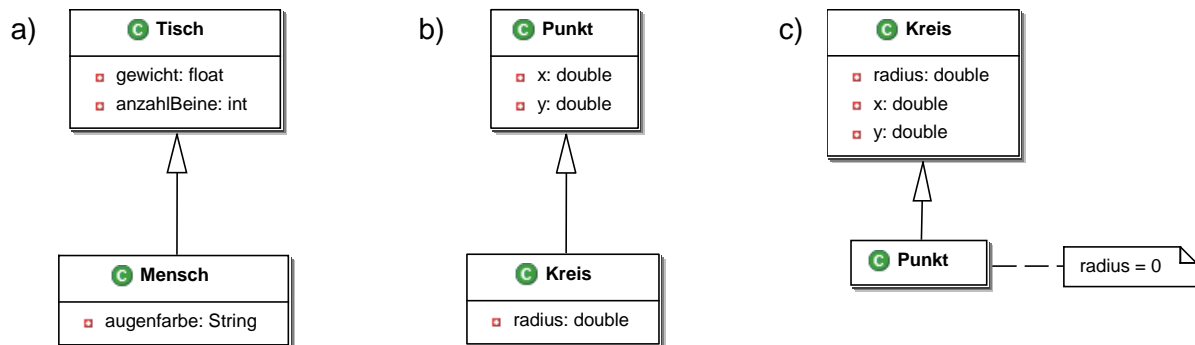 a)
C Tisch
gewicht: float
anzahlBeine: int
C Mensch
augenfarbe: String
b)
C Punkt
x: double
y: double
C Kreis
radius: double
c)
C Kreis
radius: double
x: double
y: double
C Punkt
radius = 0